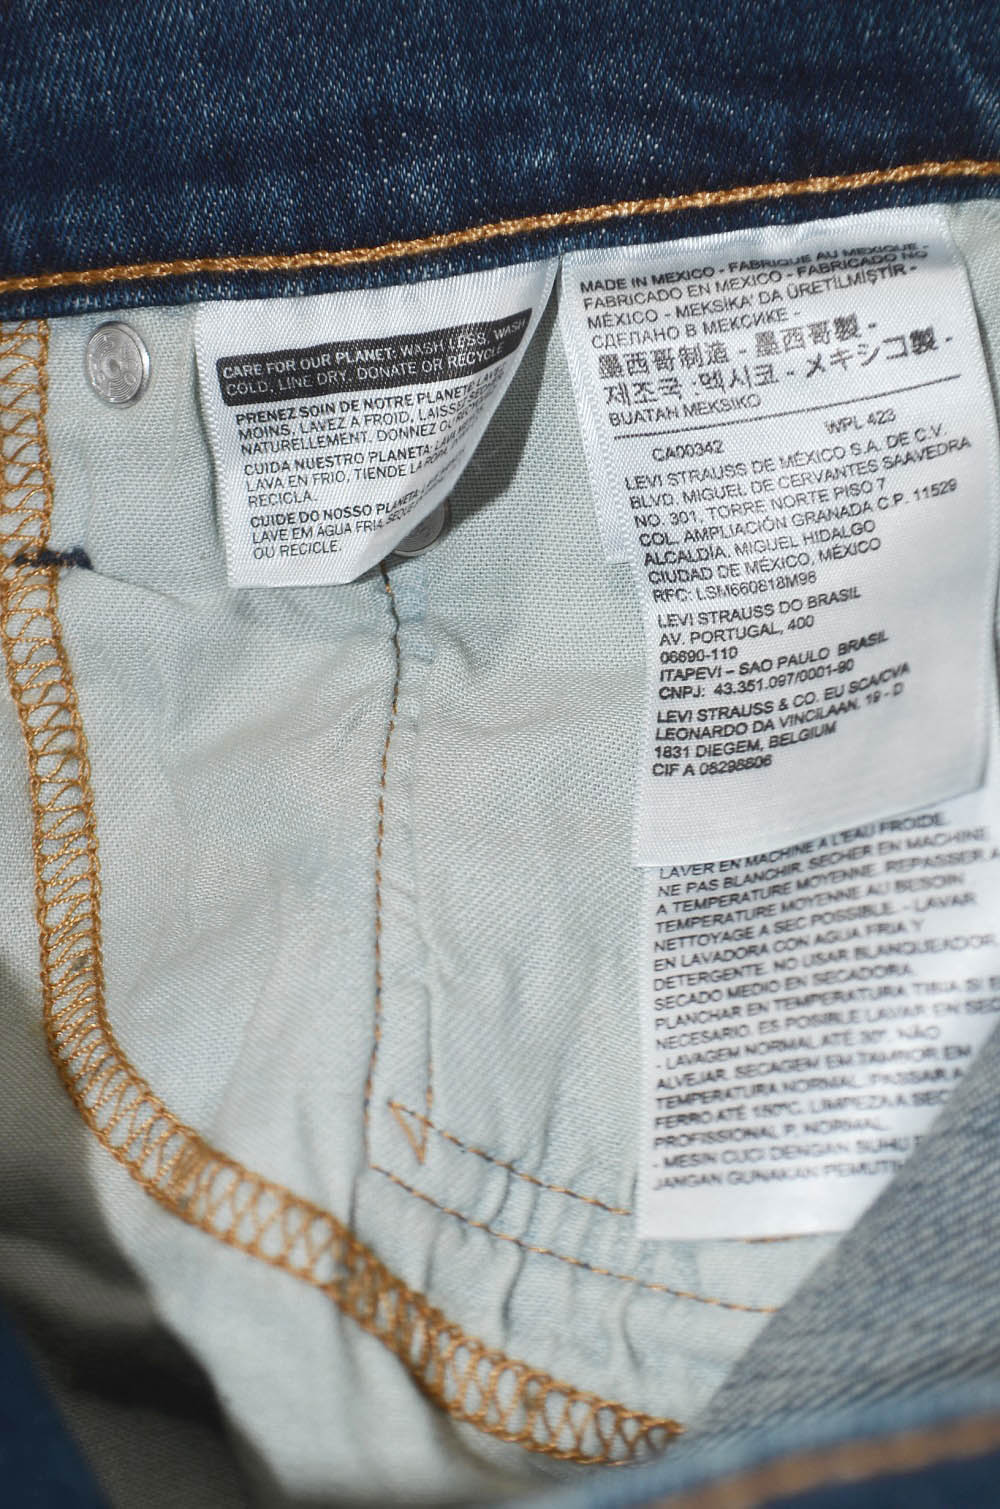 CARE FOR OUR PLANET: WASH LESS, WASH
COLD, LINE DRY, DONATE OR RECYCLE
PRENEZ SOIN DE NOTRE PLANETE
MOINS, LAVEZ A FROID,
NATURELLEMENT, DONNEZ
CUIDA NUESTRO PLANETA:
LAVA EN FRIO, TIENDE LA ROPA
RECICLA.
CUIDE DO NOSSO PLANETA
LAVE EM ÁGUA FRIA
OU RECICLE.
MADE IN MEXICO - FABRIQUE AU MEXIQUE -
FABRICADO EN MEXICO - FABRICADO NO
MÉXICO - MEKSİKA' DA ÜRETİLMİŞTİR -
СДЕЛАНО В МЕКСИКЕ -
墨西哥制造 - 墨西哥製 -
제조국 :멕시코 - メキシコ製 -
BUATAN MEKSIKO
CA00342 WPL 423
LEVI STRAUSS DE MÉXICO S.A. DE C.V.
BLVD. MIGUEL DE CERVANTES SAAVEDRA
NO. 301, TORRE NORTE PISO 7
COL. AMPLIACIÓN GRANADA C.P. 11529
ALCALDÍA, MIGUEL HIDALGO
CIUDAD DE MÉXICO, MÉXICO
RFC: LSM660818M98
LEVI STRAUSS DO BRASIL
AV. PORTUGAL, 400
06690-110
ITAPEVI – SAO PAULO BRASIL
CNPJ: 43.351.097/0001-90
LEVI STRAUSS & CO. EU SCA/CVA
LEONARDO DA VINCILAAN, 19 - D
1831 DIEGEM, BELGIUM
CIF A 08298806
LAVER EN MACHINE A L'EAU FROIDE.
NE PAS BLANCHIR. SECHER EN MACHINE
A TEMPERATURE MOYENNE. REPASSER A
TEMPERATURE MOYENNE AU BESOIN
NETTOYAGE A SEC POSSIBLE. - LAVAR
EN LAVADORA CON AGUA FRIA Y
DETERGENTE. NO USAR BLANQUEADOR
SECADO MEDIO EN SECADORA.
PLANCHAR EN TEMPERATURA TIBIA SI
NECESARIO. ES POSIBLE LAVAR EN
- LAVAGEM NORMAL ATÉ 30°. NÃO
ALVEJAR. SECAGEM EM TAMBOR EM
TEMPERATURA NORMAL. PASSAR A
FERRO ATÉ 150°C. LIMPEZA A
PROFISSIONAL P. NORMAL.
- MESIN CUCI DENGAN
JANGAN GUNAKAN